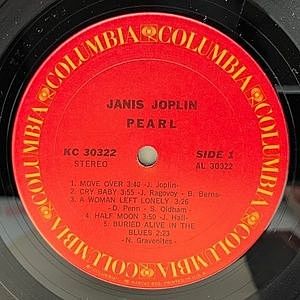 COLUMBIA COLUMBIA COLUMBIA COLUMBIA COLUMBIA COLUMBIA
JANIS JOPLIN
PEARL
KC 30322
STEREO
SIDE 1
AL 30322
1. MOVE OVER 3:40 -J. Joplin-
2. CRY BABY 3:55 -J. Ragovoy - B. Berns-
3. A WOMAN LEFT LONELY 3:26
-D. Penn - S. Oldham-
4. HALF MOON 3:50 -J. Hall-
5. BURIED ALIVE IN THE
BLUES 2:23
-N. Gravenites-